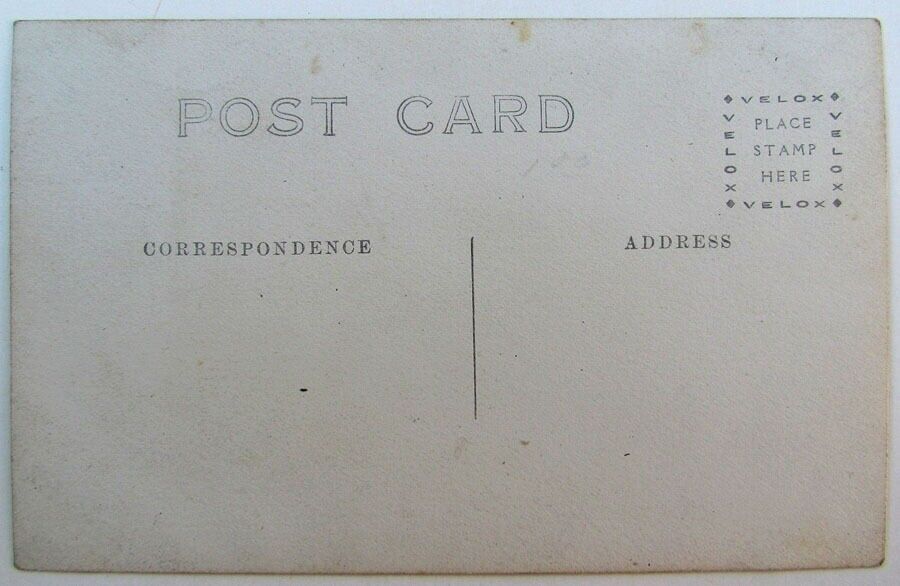 POST CARD
VELOX
VELOX
PLACE
STAMP
HERE
VELOX
VELOX
CORRESPONDENCE
ADDRESS